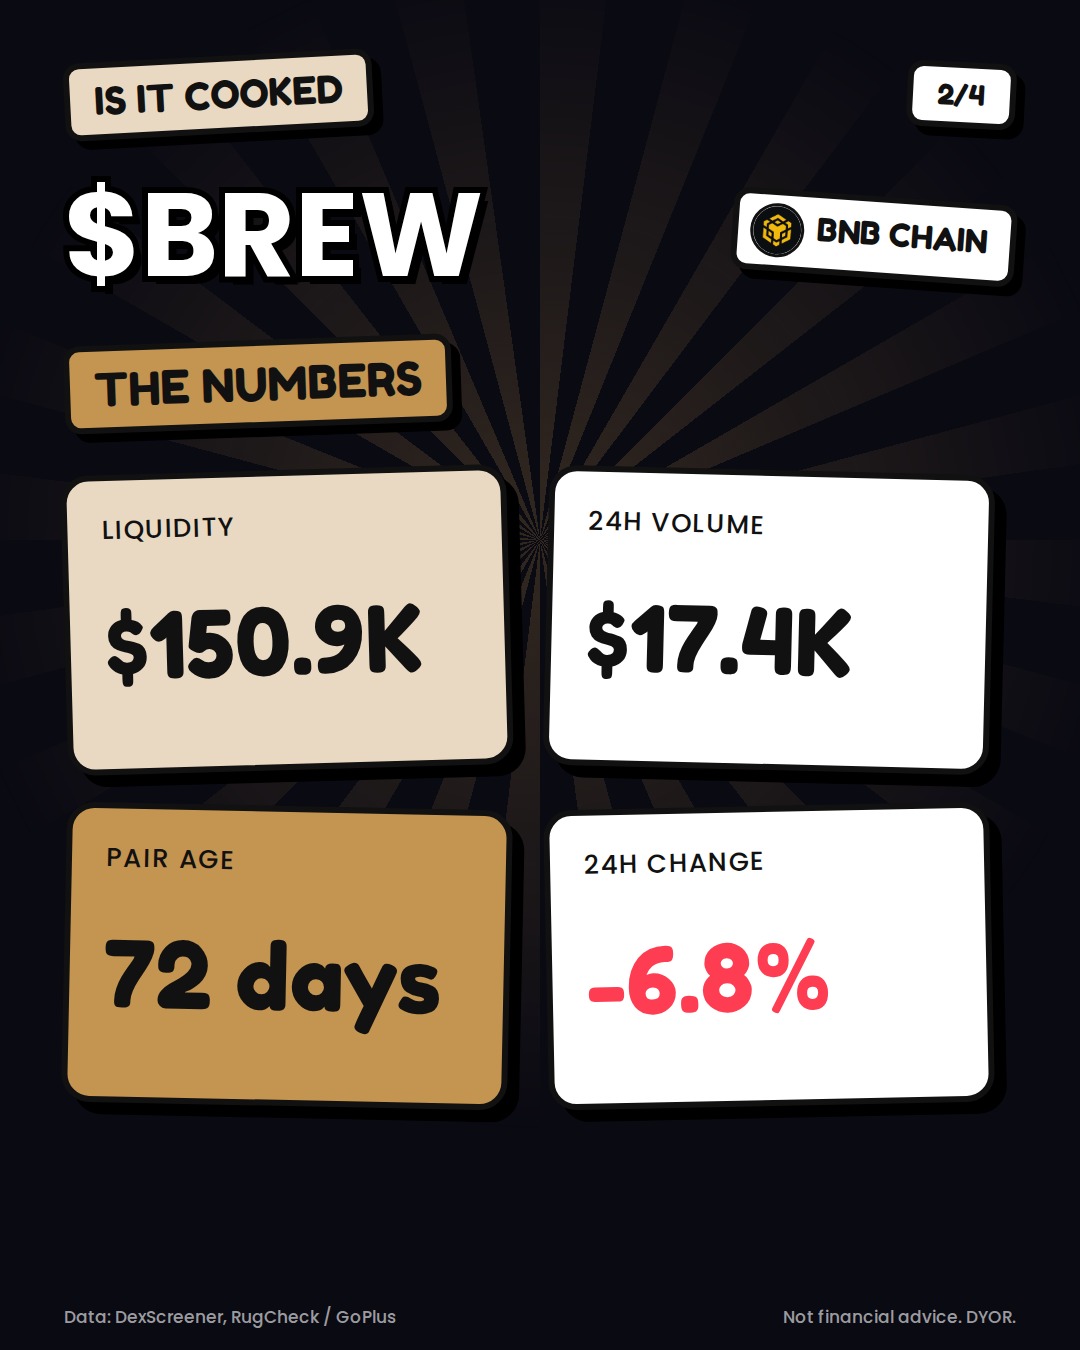 IS IT COOKED
2/4
$BREW
BNB CHAIN
THE NUMBERS
LIQUIDITY
$150.9K
24H VOLUME
$17.4K
PAIR AGE
72 days
24H CHANGE
-6.8%
Data: DexScreener, RugCheck / GoPlus
Not financial advice. DYOR.